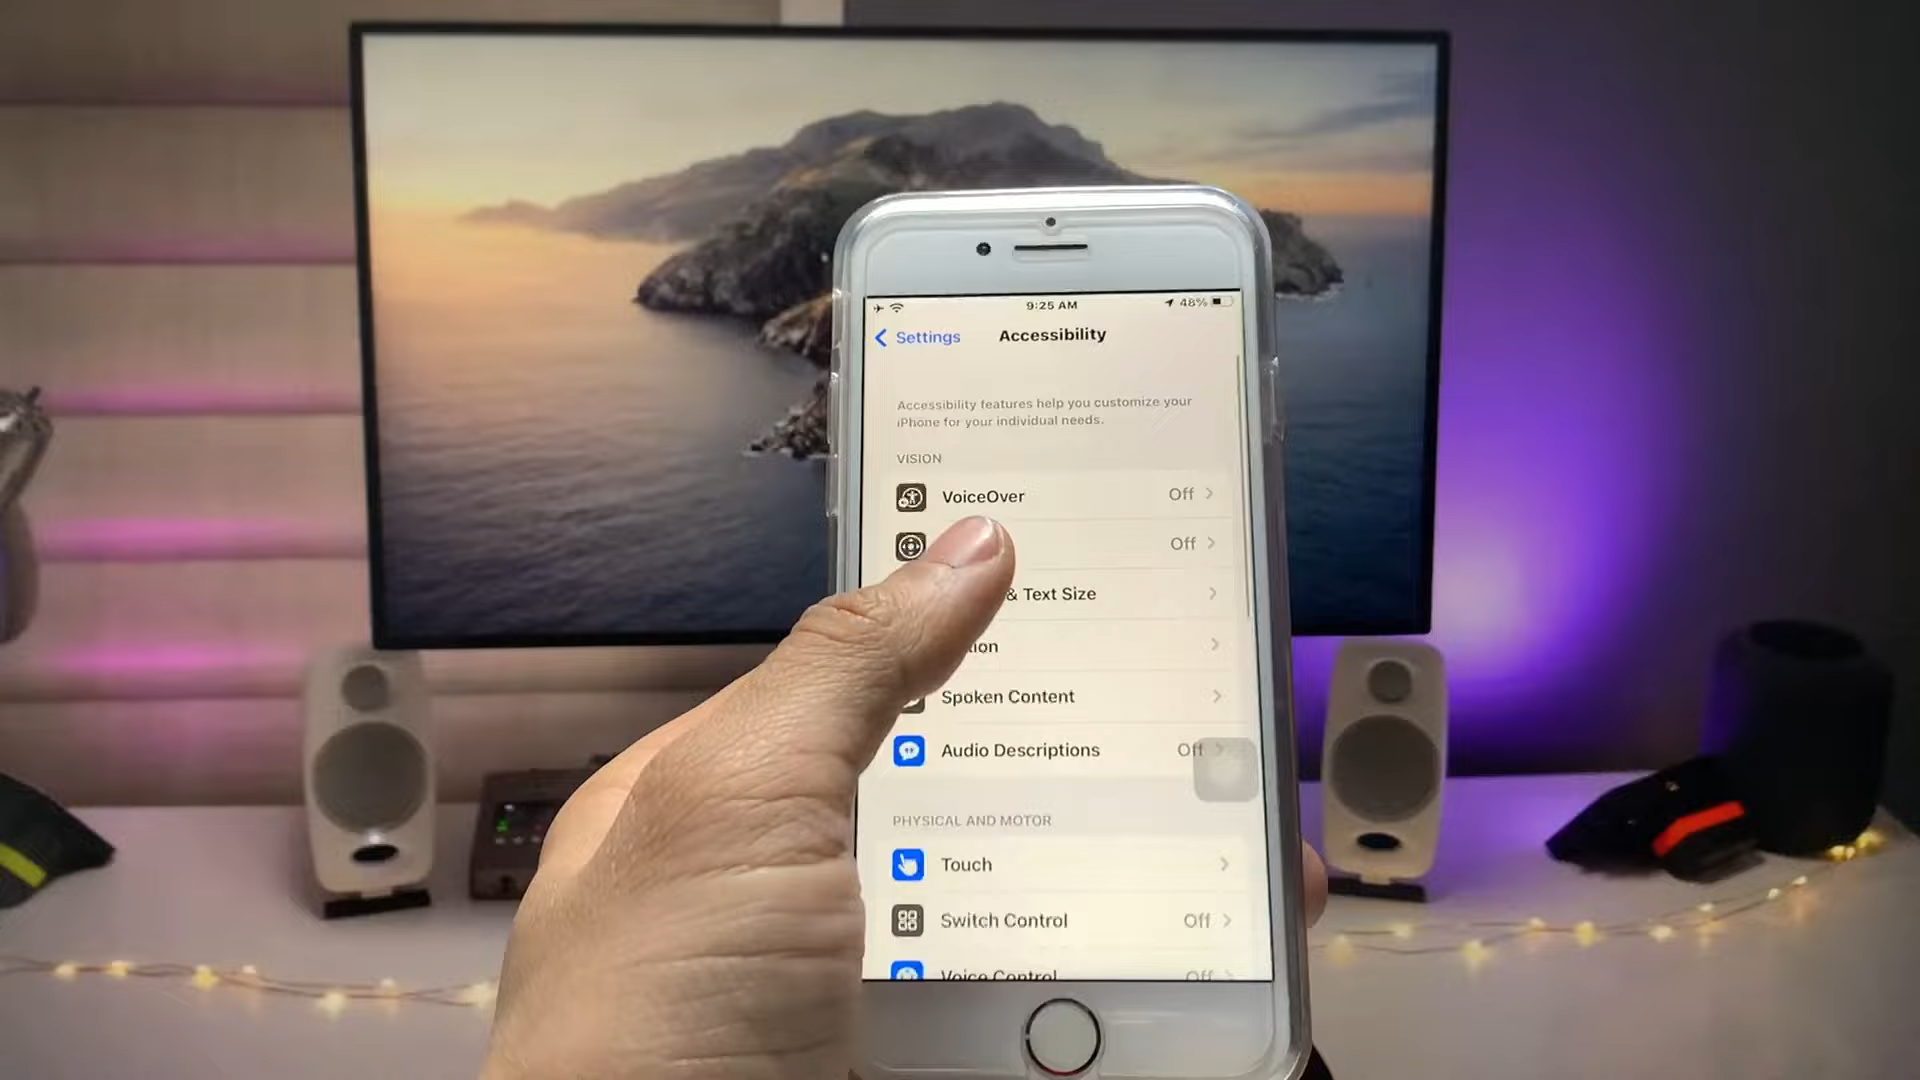 9:25 AM
48%
Settings
Accessibility
Accessibility features help you customize your
iPhone for your individual needs.
VISION
VoiceOver Off
Off
& Text Size
Spoken Content
Audio Descriptions Off
PHYSICAL AND MOTOR
Touch
Switch Control Off
Voice Control Off